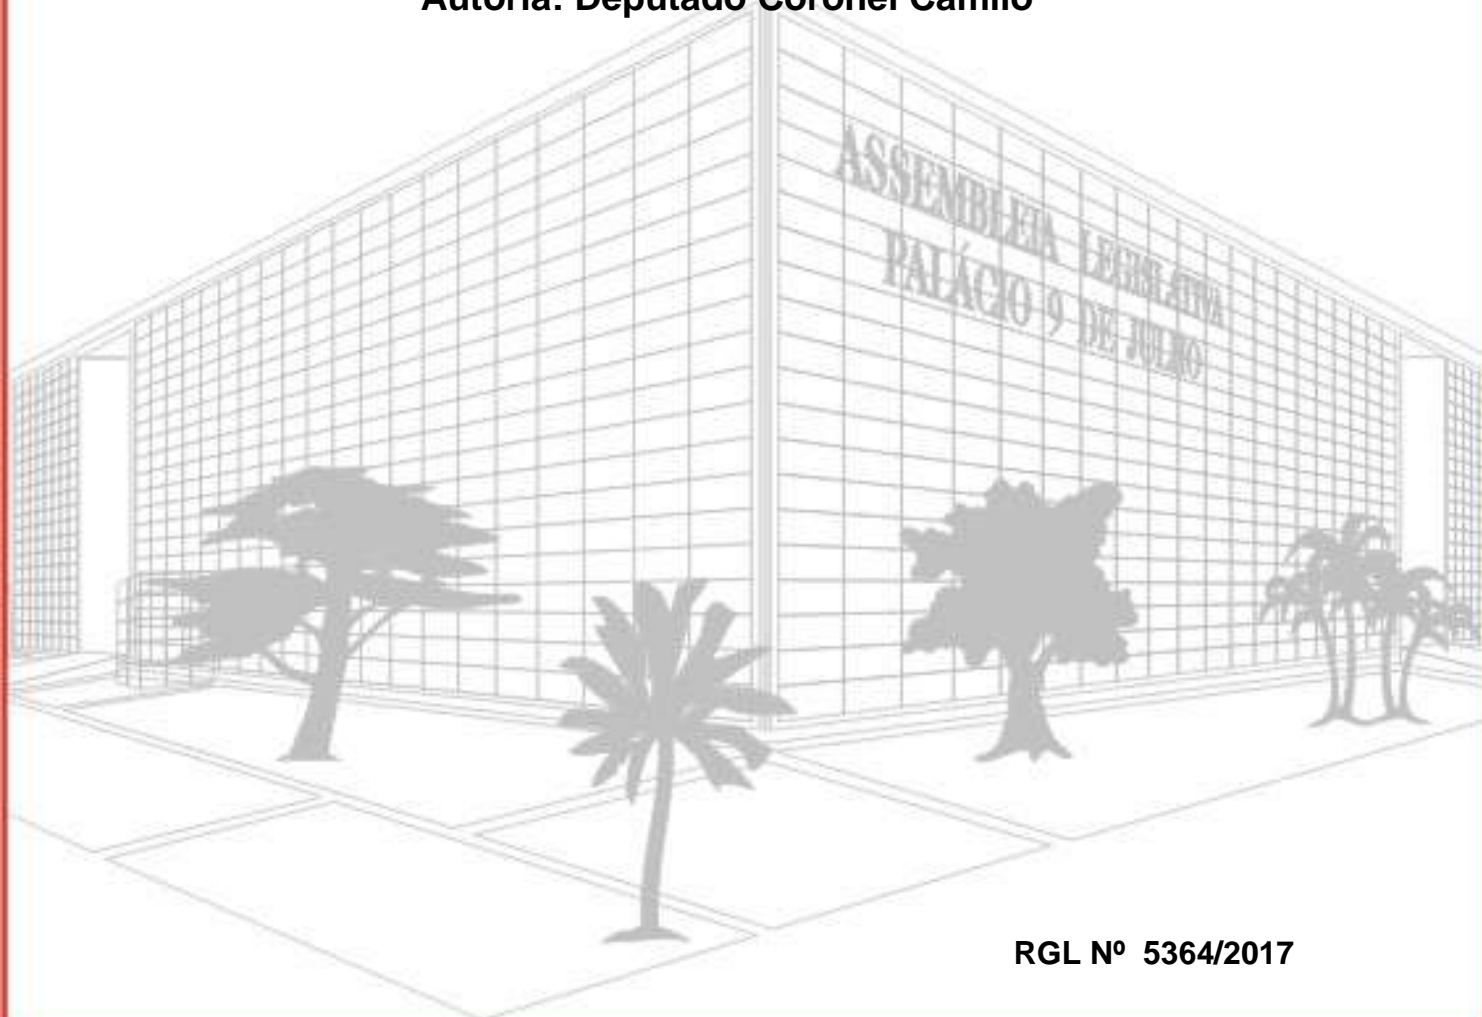 Autoria: Deputado Coronel Camilo
ASSEMBLEIA LEGISLATIVA
PALÁCIO 9 DE JULHO
RGL Nº 5364/2017